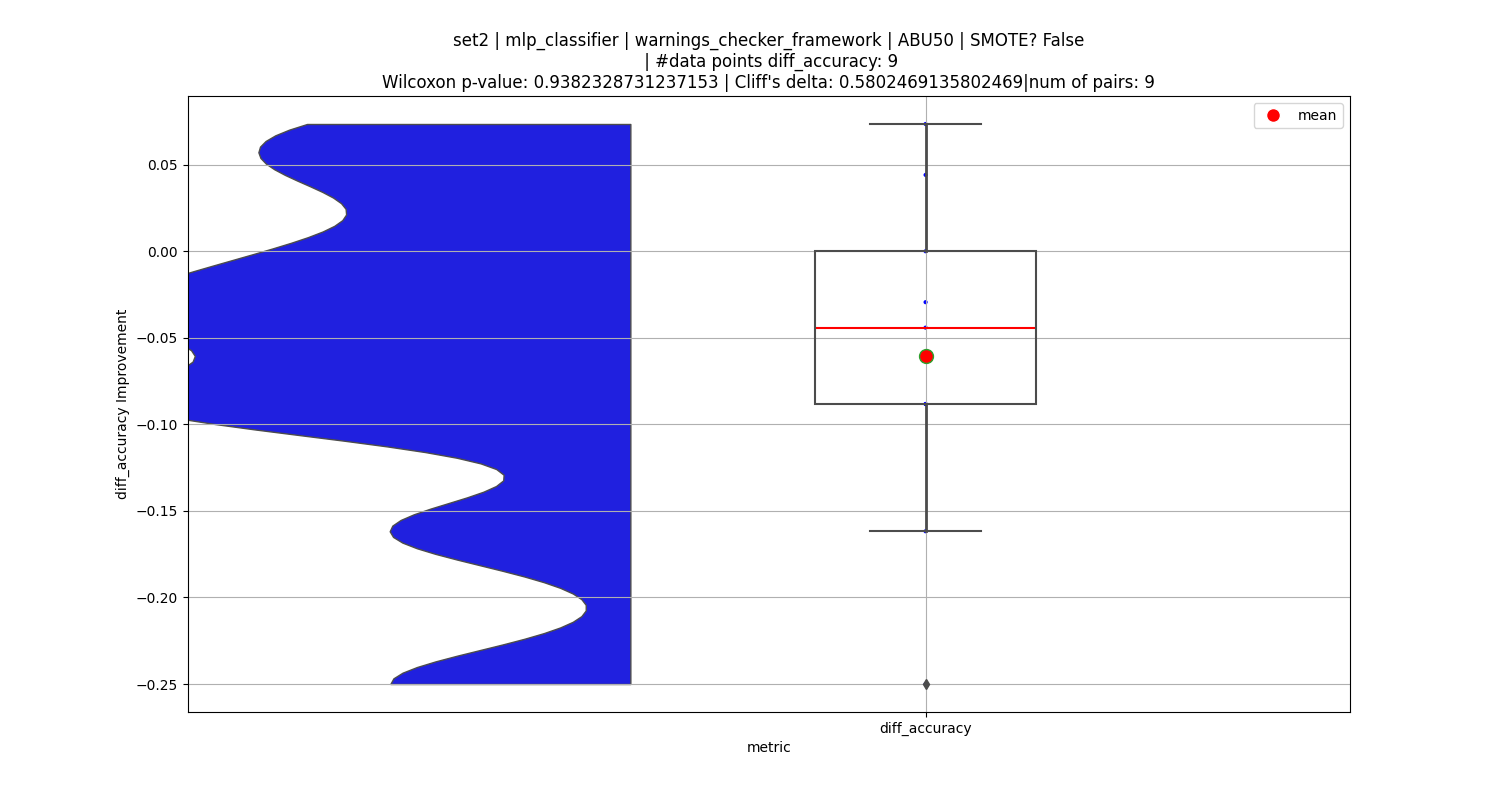 set2 | mlp_classifier | warnings_checker_framework | ABU50 | SMOTE? False
| #data points diff_accuracy: 9
Wilcoxon p-value: 0.9382328731237153 | Cliff's delta: 0.5802469135802469|num of pairs: 9
mean
0.05
0.00
−0.05
−0.10
−0.15
−0.20
−0.25
diff_accuracy Improvement
diff_accuracy
metric